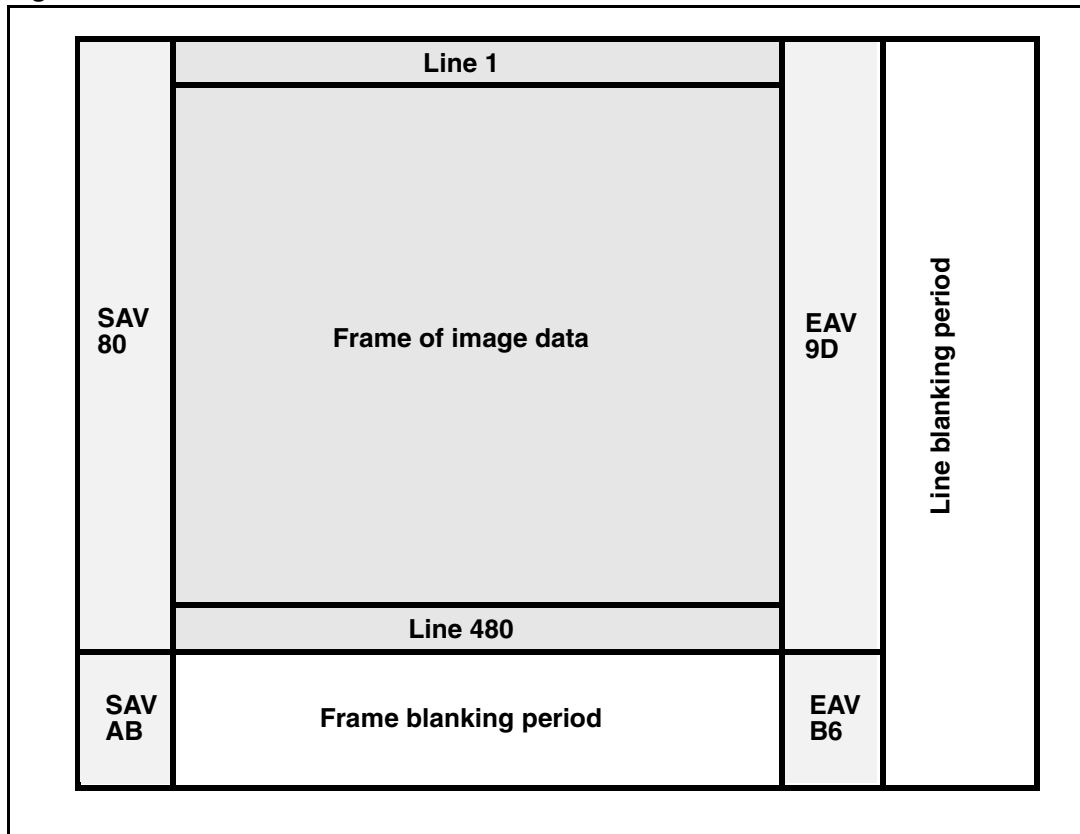 Line 1
SAV
80
Frame of image data
EAV
9D
Line blanking period
Line 480
SAV
AB
Frame blanking period
EAV
B6